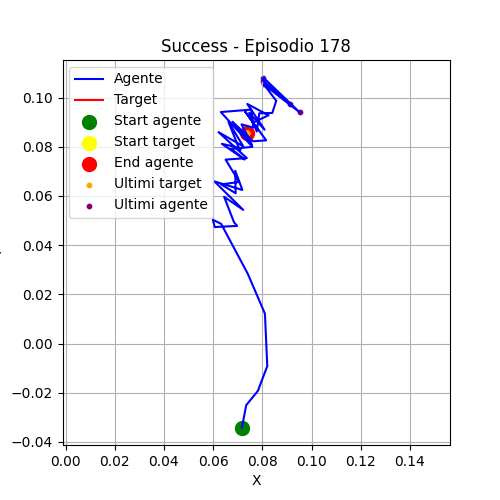 Success - Episodio 178
Agente
Target
Start agente
Start target
End agente
Ultimi target
Ultimi agente
0.10
0.08
0.06
0.04
0.02
0.00
−0.02
−0.04
0.00 0.02 0.04 0.06 0.08 0.10 0.12 0.14
X